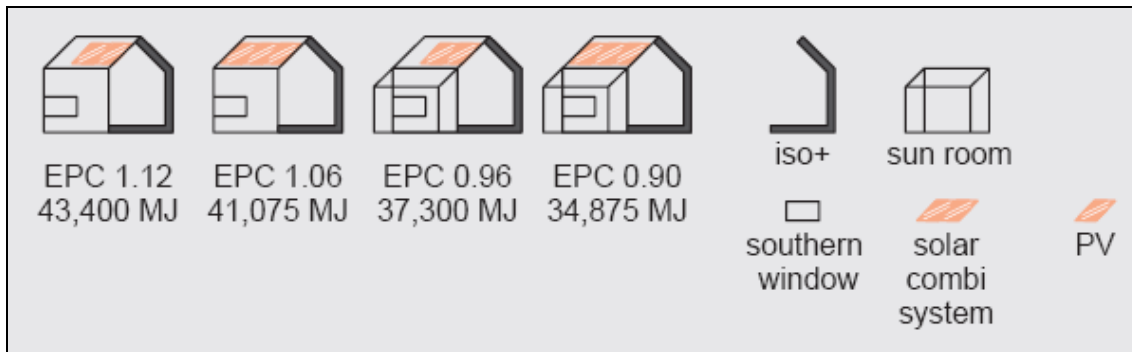 EPC 1.12
43,400 MJ
EPC 1.06
41,075 MJ
EPC 0.96
37,300 MJ
EPC 0.90
34,875 MJ
iso+
sun room
southern
window
solar
combi
system
PV